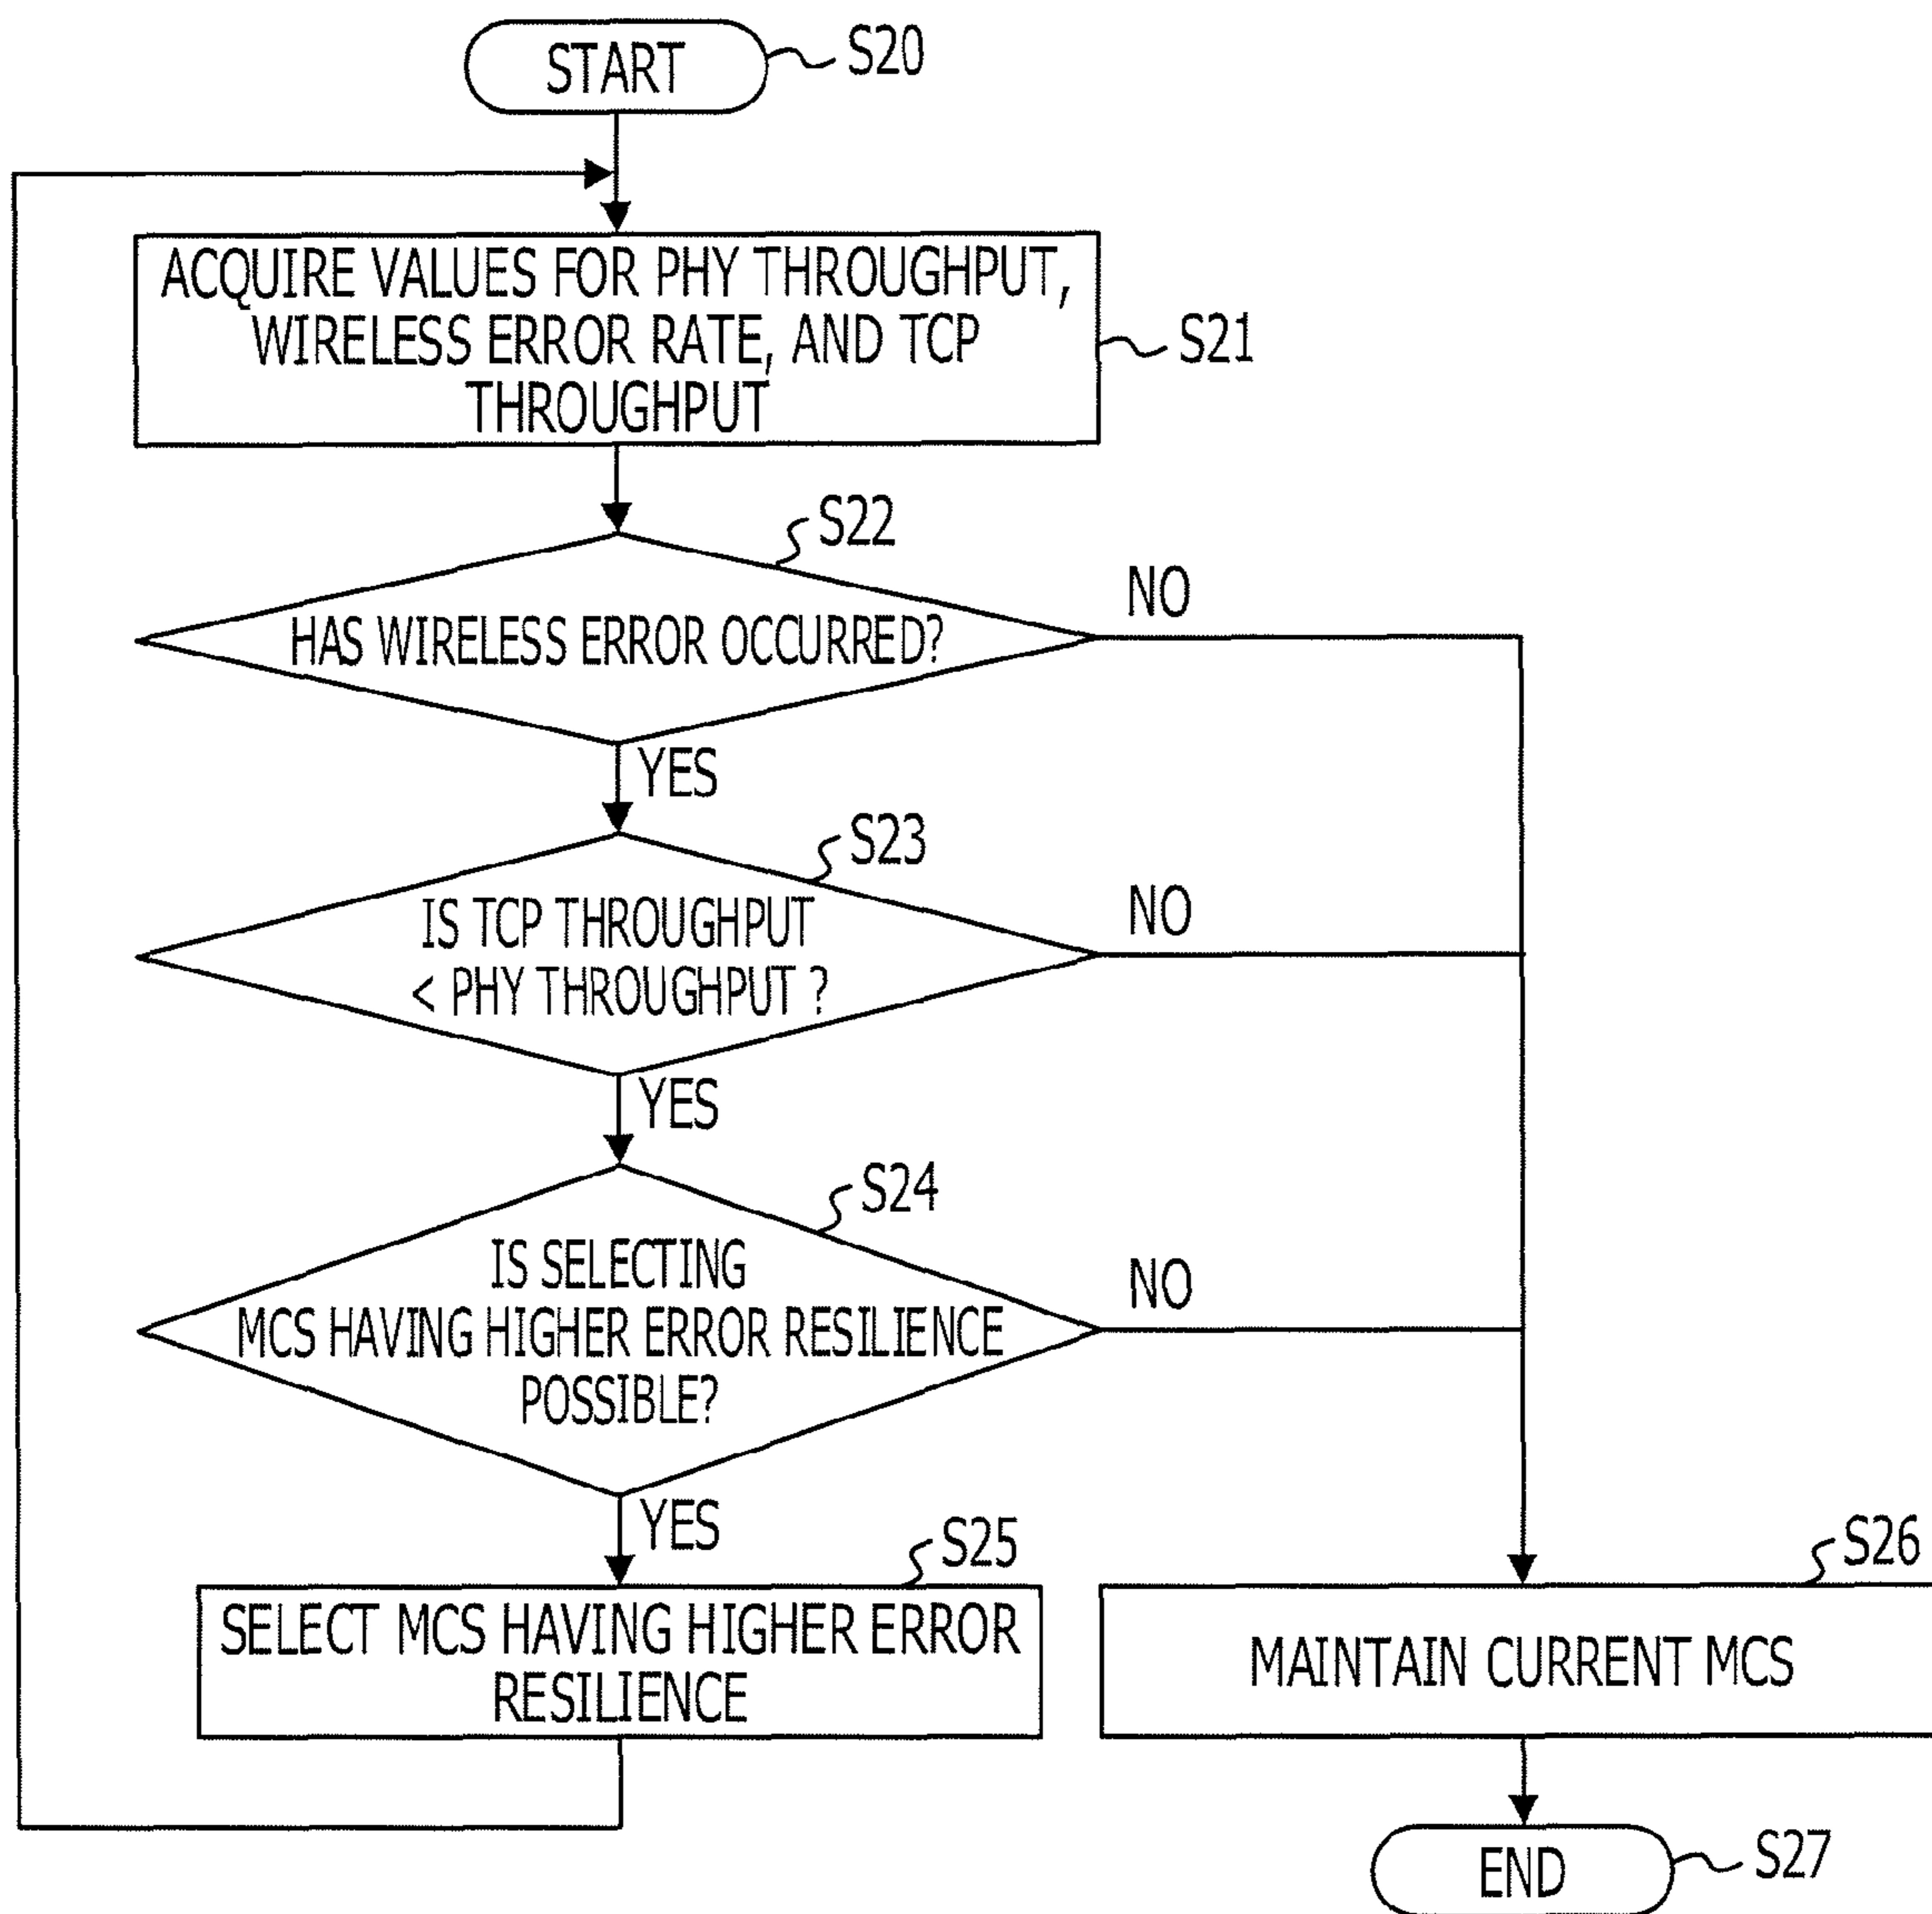 START
S20
ACQUIRE VALUES FOR PHY THROUGHPUT,
WIRELESS ERROR RATE, AND TCP
THROUGHPUT
S21
S22
HAS WIRELESS ERROR OCCURRED?
NO
YES
S23
IS TCP THROUGHPUT
< PHY THROUGHPUT ?
NO
YES
S24
IS SELECTING
MCS HAVING HIGHER ERROR RESILIENCE
POSSIBLE?
NO
YES
S25
SELECT MCS HAVING HIGHER ERROR
RESILIENCE
S26
MAINTAIN CURRENT MCS
END
S27